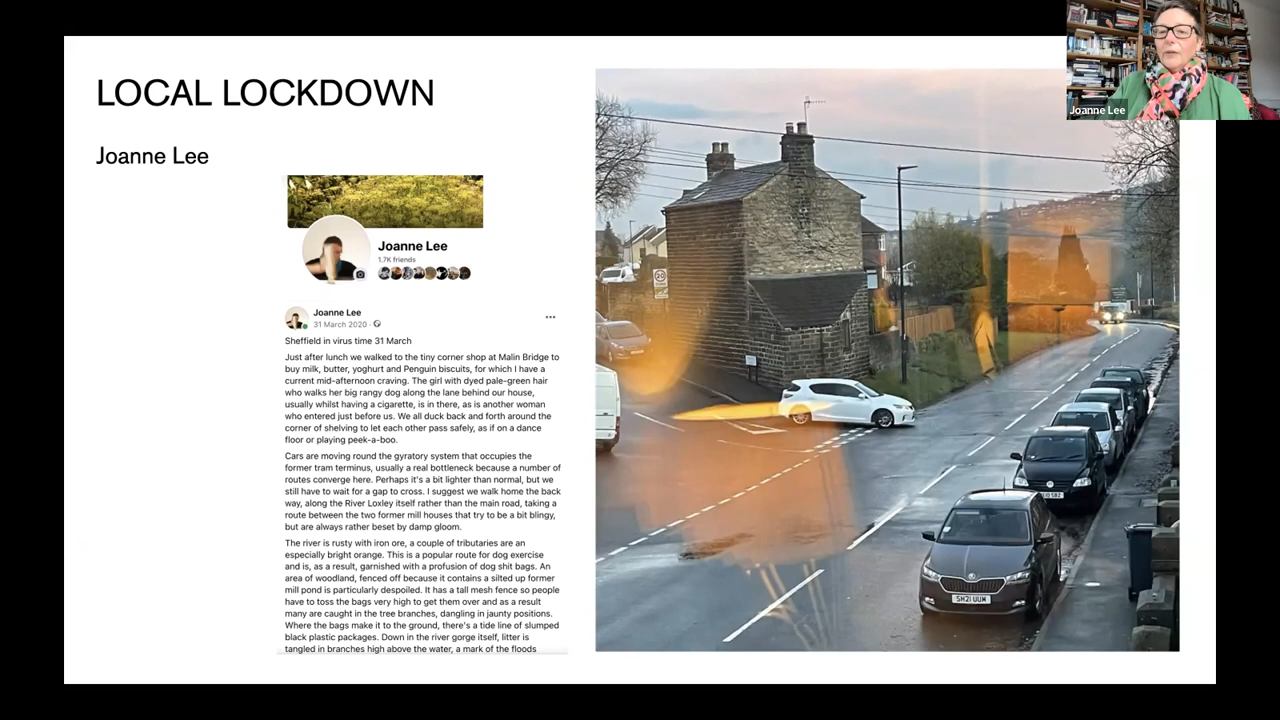 LOCAL LOCKDOWN
Joanne Lee
Joanne Lee
1.7K friends
Joanne Lee
31 March 2020 ·
Sheffield in virus time 31 March
Just after lunch we walked to the tiny corner shop at Malin Bridge to
buy milk, butter, yoghurt and Penguin biscuits, for which I have a
current mid-afternoon craving. The girl with dyed pale-green hair
who walks her big rangy dog along the lane behind our house,
usually whilst having a cigarette, is in there, as is another woman
who entered just before us. We all duck back and forth around the
corner of shelving to let each other pass safely, as if on a dance
floor or playing peek-a-boo.
Cars are moving round the gyratory system that occupies the
former tram terminus, usually a real bottleneck because a number of
routes converge here. Perhaps it's a bit lighter than normal, but we
still have to wait for a gap to cross. I suggest we walk home the back
way, along the River Loxley itself rather than the main road, taking a
route between the two former mill houses that try to be a bit blingy,
but are always rather beset by damp gloom.
The river is rusty with iron ore, a couple of tributaries are an
especially bright orange. This is a popular route for dog exercise
and is, as a result, garnished with a profusion of dog shit bags. An
area of woodland, fenced off because it contains a silted up former
mill pond is particularly despoiled. It has a tall mesh fence so people
have to toss the bags very high to get them over and as a result
many are caught in the tree branches, dangling in jaunty positions.
Where the bags make it to the ground, there's a tide line of slumped
black plastic packages. Down in the river gorge itself, litter is
tangled in branches high above the water, a mark of the floods
20
SH21 UUW
Joanne Lee